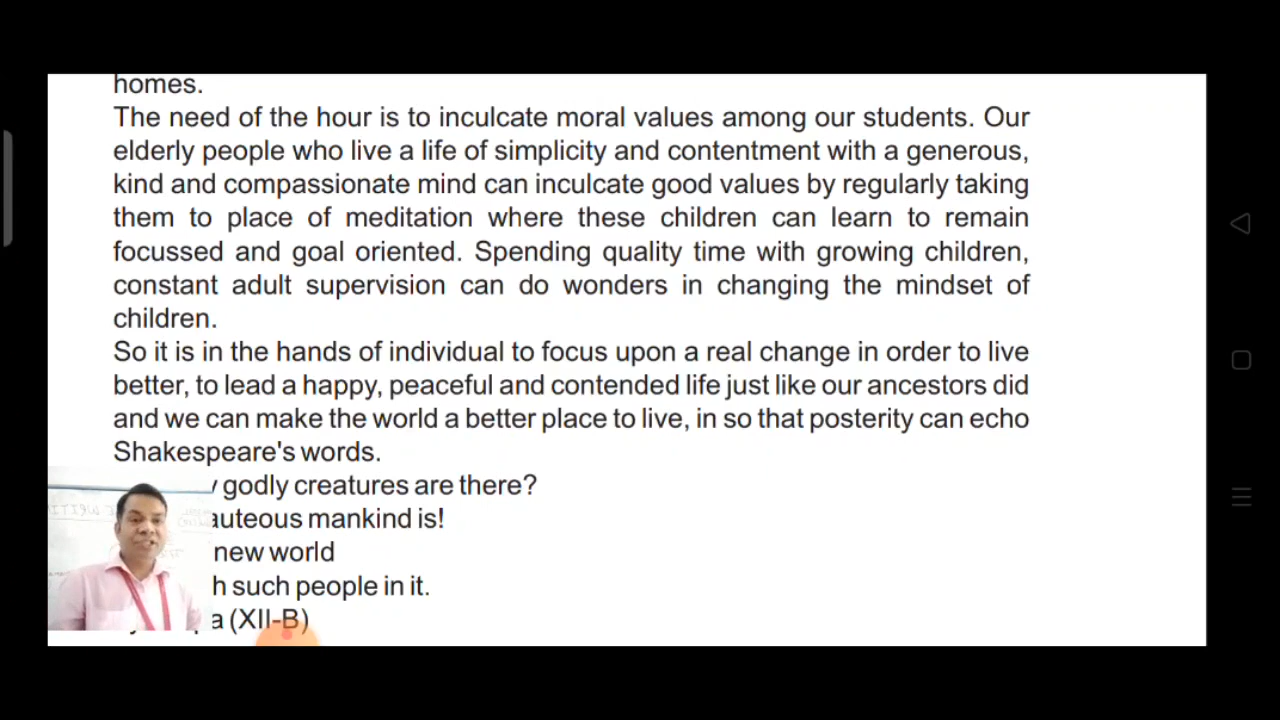 homes.
The need of the hour is to inculcate moral values among our students. Our
elderly people who live a life of simplicity and contentment with a generous,
kind and compassionate mind can inculcate good values by regularly taking
them to place of meditation where these children can learn to remain
focussed and goal oriented. Spending quality time with growing children,
constant adult supervision can do wonders in changing the mindset of
children.
So it is in the hands of individual to focus upon a real change in order to live
better, to lead a happy, peaceful and contended life just like our ancestors did
and we can make the world a better place to live, in so that posterity can echo
Shakespeare's words.
godly creatures are there?
mankind is!
new world
such people in it.
(XII-B)